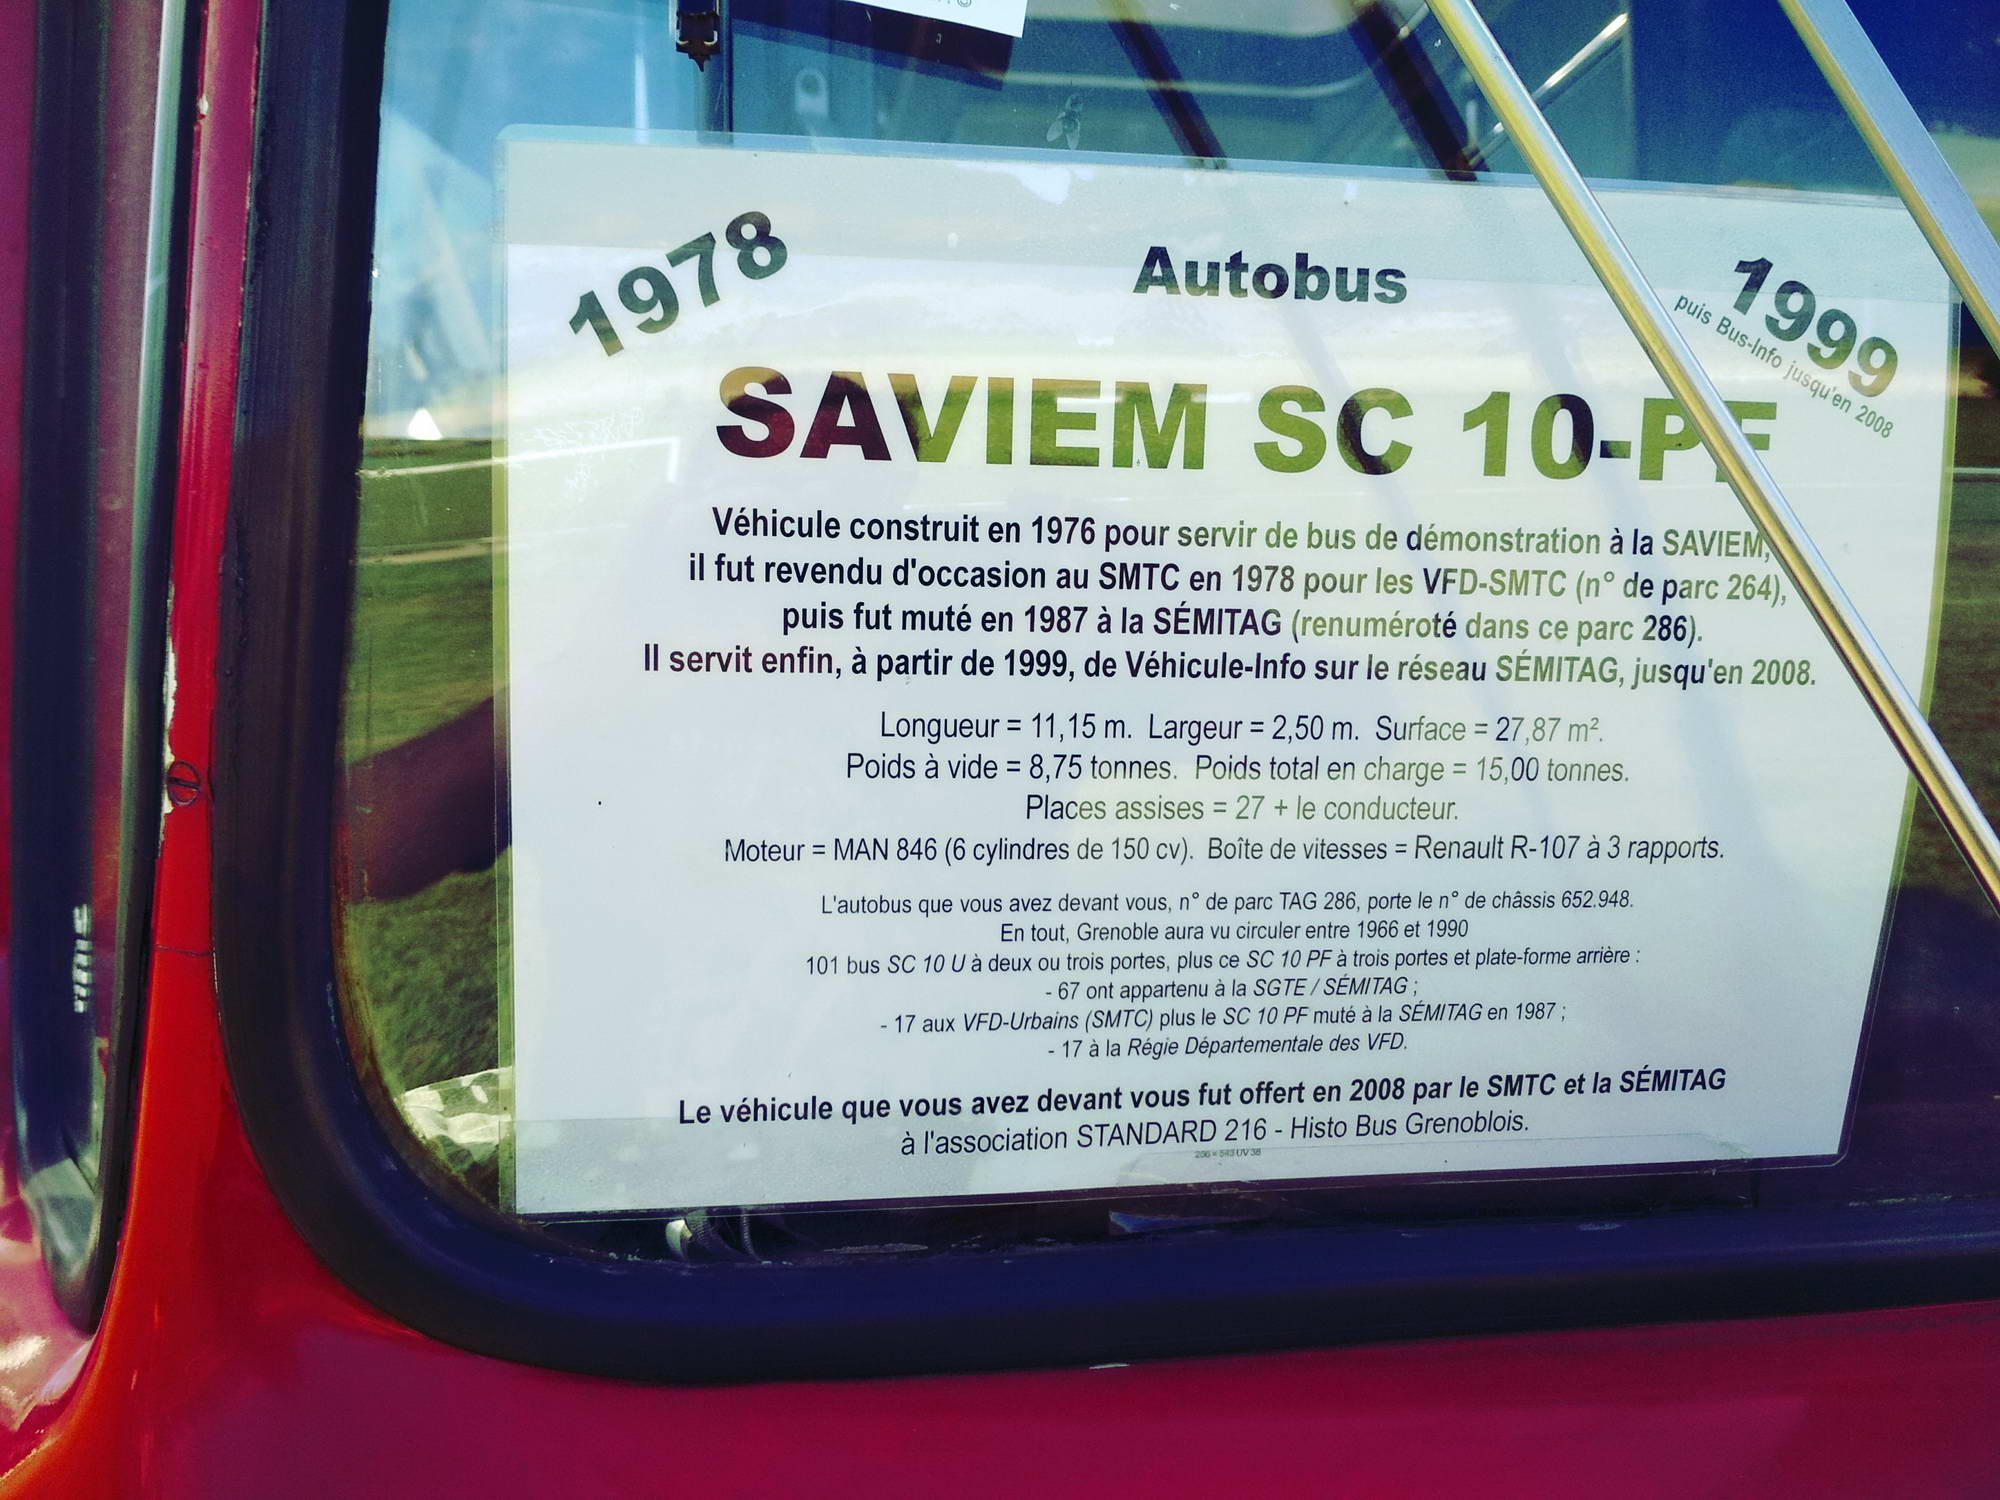 1978
Autobus
1999
puis Bus-Info jusqu'en 2008
SAVIEM SC 10-PF
Véhicule construit en 1976 pour servir de bus de démonstration à la SAVIEM,
il fut revendu d'occasion au SMTC en 1978 pour les VFD-SMTC (n° de parc 264),
puis fut muté en 1987 à la SÉMITAG (renuméroté dans ce parc 286).
Il servit enfin, à partir de 1999, de Véhicule-Info sur le réseau SÉMITAG, jusqu'en 2008.
Longueur = 11,15 m. Largeur = 2,50 m. Surface = 27,87 m².
Poids à vide = 8,75 tonnes. Poids total en charge = 15,00 tonnes.
Places assises = 27 + le conducteur.
Moteur = MAN 846 (6 cylindres de 150 cv). Boîte de vitesses = Renault R-107 à 3 rapports.
L'autobus que vous avez devant vous, n° de parc TAG 286, porte le n° de châssis 652.948.
En tout, Grenoble aura vu circuler entre 1966 et 1990
101 bus SC 10 U à deux ou trois portes, plus ce SC 10 PF à trois portes et plate-forme arrière :
- 67 ont appartenu à la SGTE / SÉMITAG ;
- 17 aux VFD-Urbains (SMTC) plus le SC 10 PF muté à la SÉMITAG en 1987 ;
- 17 à la Régie Départementale des VFD.
Le véhicule que vous avez devant vous fut offert en 2008 par le SMTC et la SÉMITAG
à l'association STANDARD 216 - Histo Bus Grenoblois.